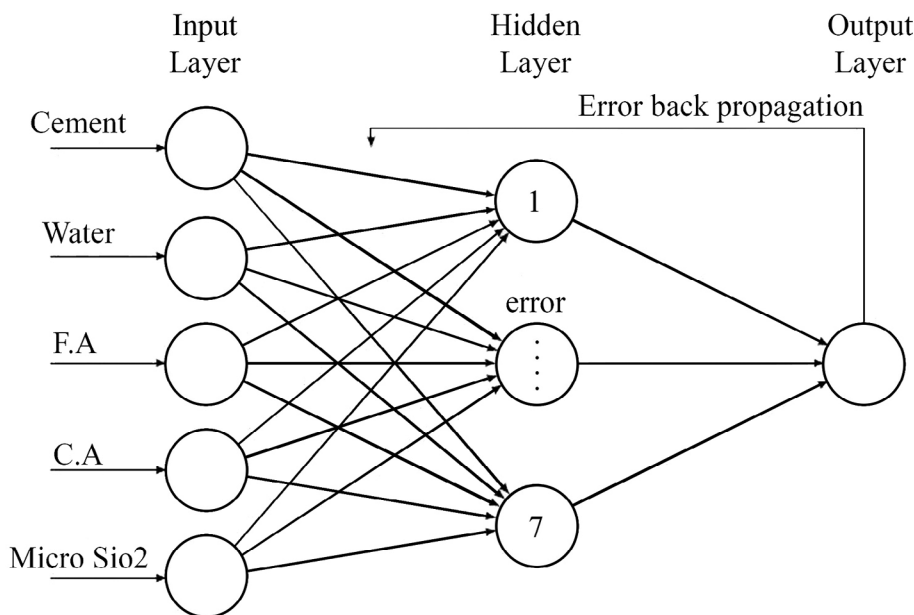 Input
Layer
Hidden
Layer
Output
Layer
Error back propagation
Cement
Water
F.A
C.A
Micro Sio2
1
error
7